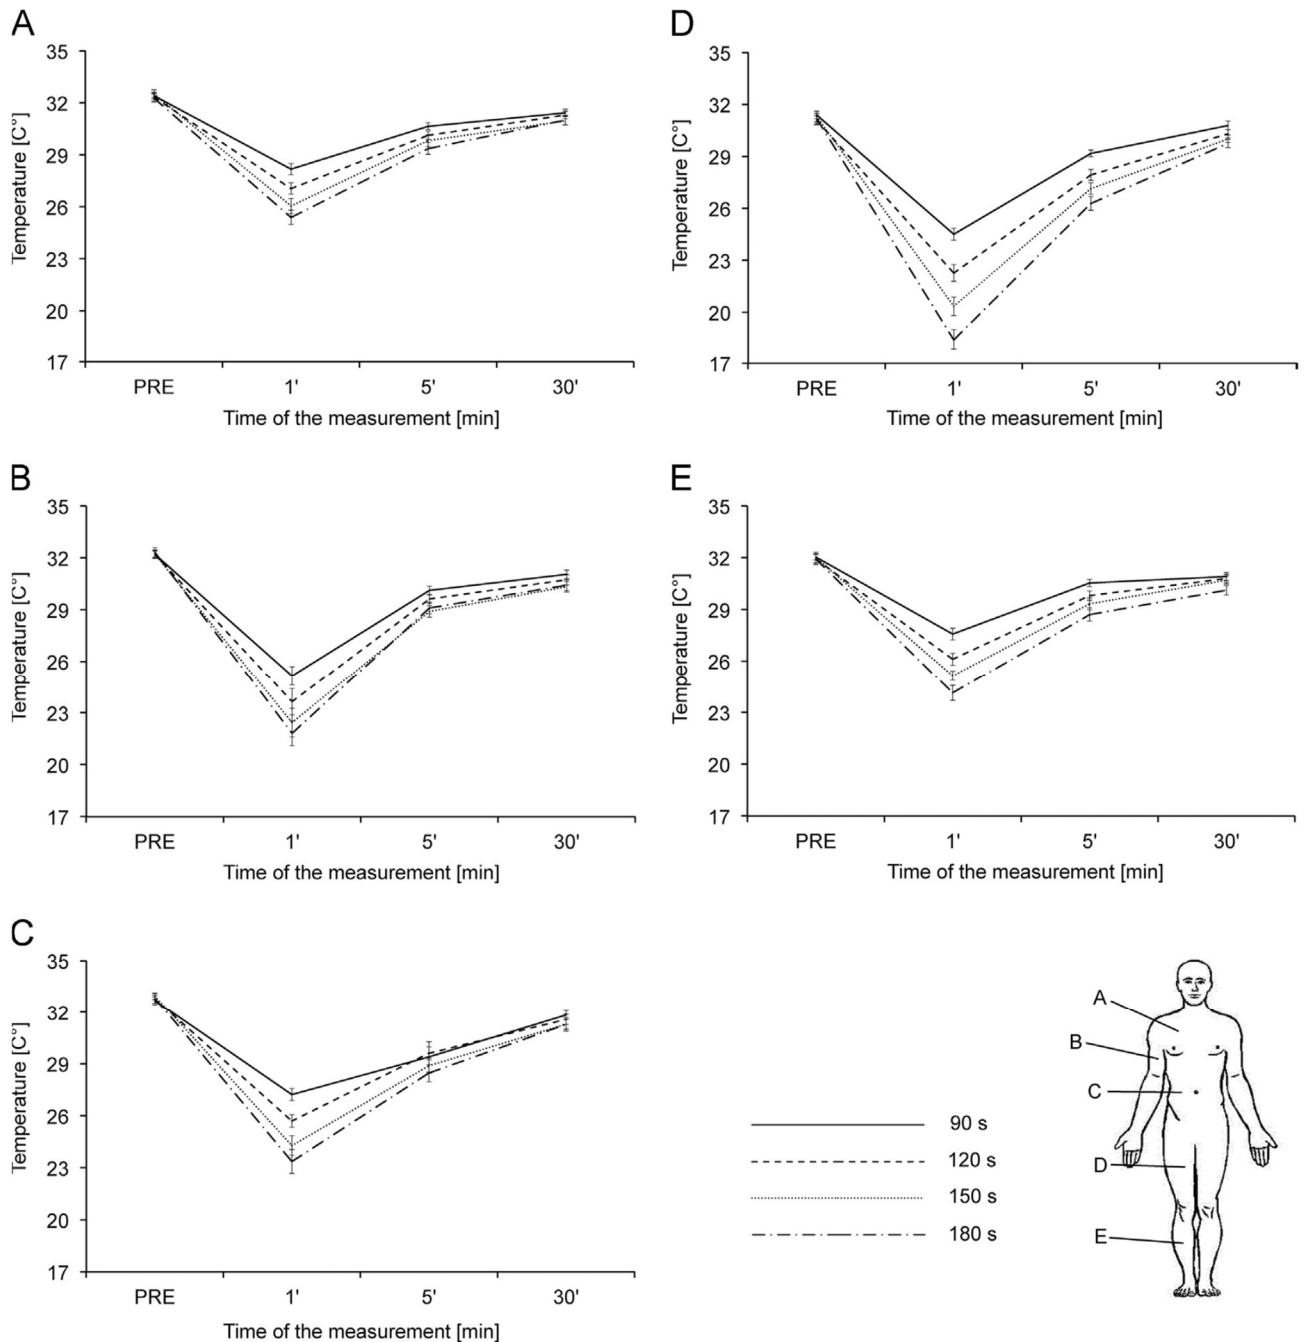 A
35
32
29
26
23
20
17
Temperature [C°]
PRE 1' 5' 30'
Time of the measurement [min]
D
35
32
29
26
23
20
17
Temperature [C°]
PRE 1' 5' 30'
Time of the measurement [min]
B
35
32
29
26
23
20
17
Temperature [C°]
PRE 1' 5' 30'
Time of the measurement [min]
E
35
32
29
26
23
20
17
Temperature [C°]
PRE 1' 5' 30'
Time of the measurement [min]
C
35
32
29
26
23
20
17
Temperature [C°]
PRE 1' 5' 30'
Time of the measurement [min]
90 s
120 s
150 s
180 s
A
B
C
D
E